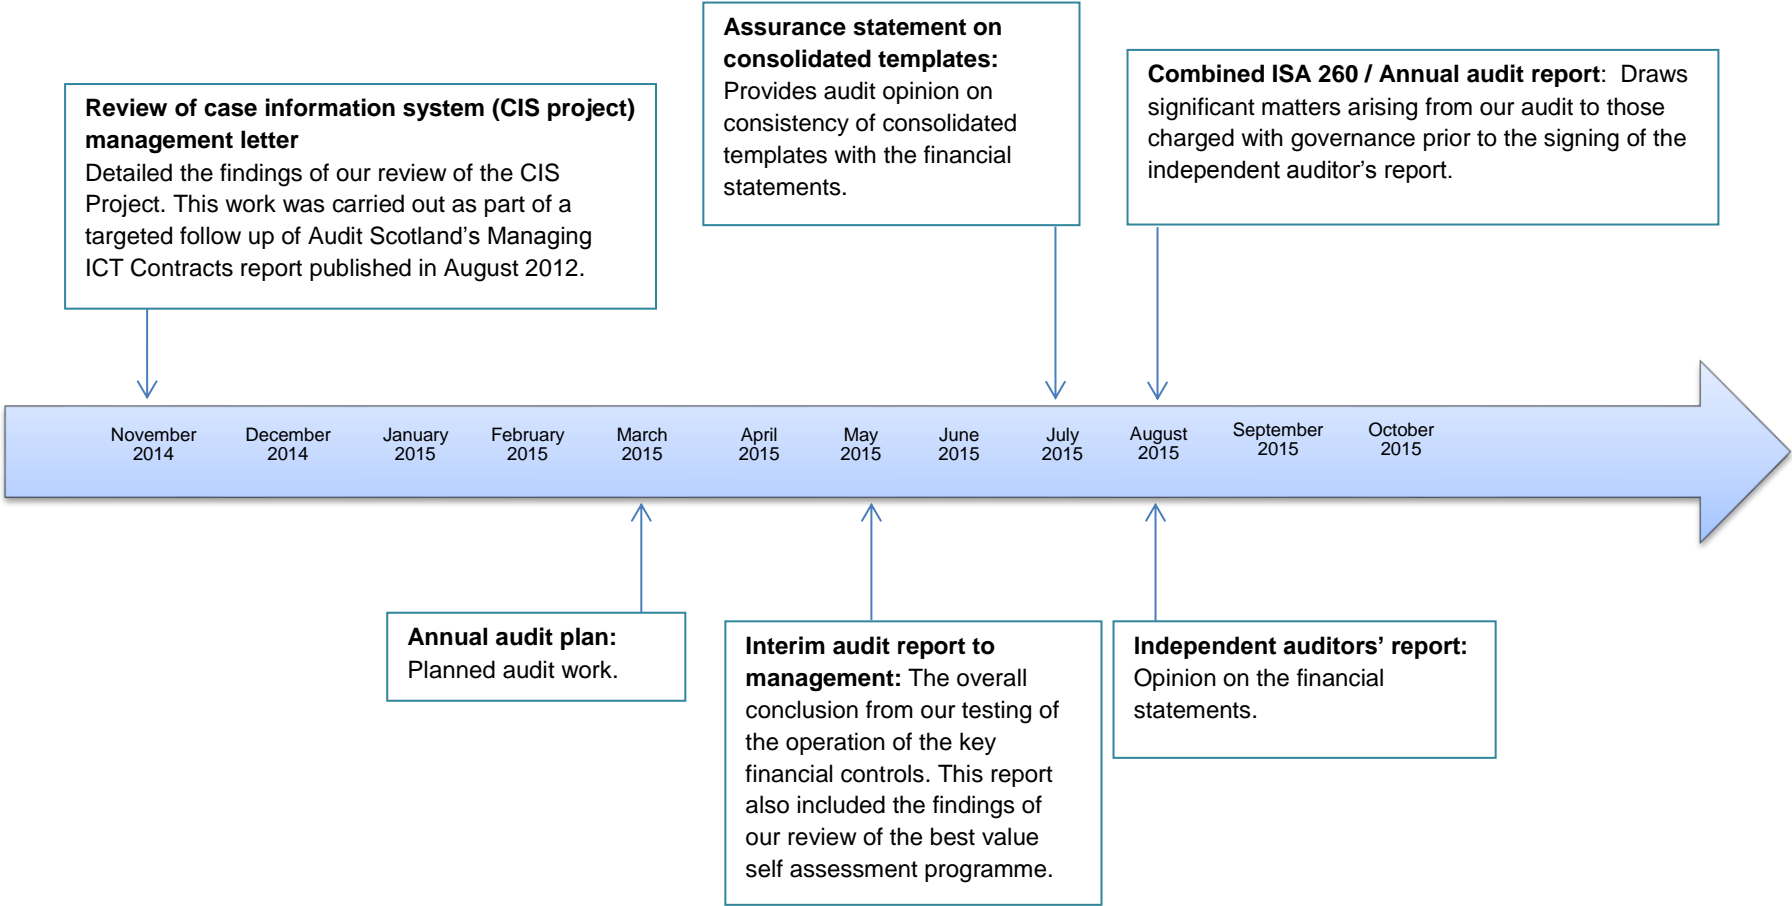 Review of case information system (CIS project)
management letter
Detailed the findings of our review of the CIS
Project. This work was carried out as part of a
targeted follow up of Audit Scotland’s Managing
ICT Contracts report published in August 2012.
Assurance statement on
consolidated templates:
Provides audit opinion on
consistency of consolidated
templates with the financial
statements.
Combined ISA 260 / Annual audit report: Draws
significant matters arising from our audit to those
charged with governance prior to the signing of the
independent auditor’s report.
November
2014
December
2014
January
2015
February
2015
March
2015
April
2015
May
2015
June
2015
July
2015
August
2015
September
2015
October
2015
Annual audit plan:
Planned audit work.
Interim audit report to
management: The overall
conclusion from our testing of
the operation of the key
financial controls. This report
also included the findings of
our review of the best value
self assessment programme.
Independent auditors’ report:
Opinion on the financial
statements.